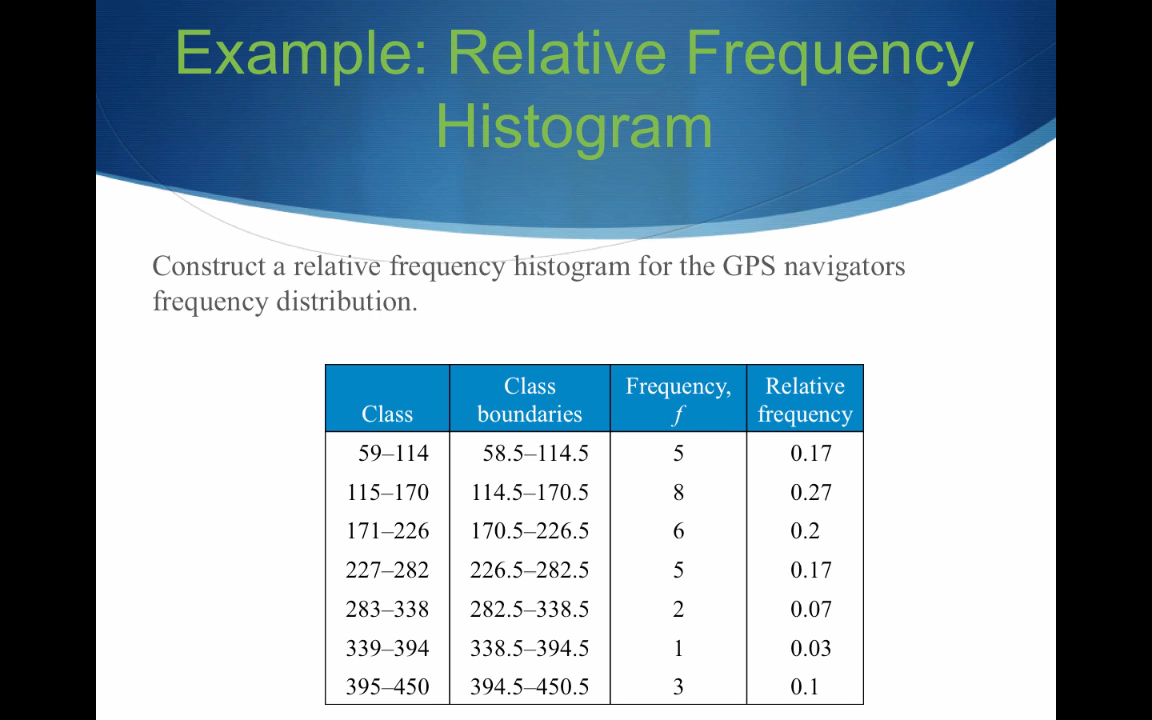 Example: Relative Frequency
Histogram
Construct a relative frequency histogram for the GPS navigators
frequency distribution.
Class Class boundaries Frequency, f Relative frequency
59–114 58.5–114.5 5 0.17
115–170 114.5–170.5 8 0.27
171–226 170.5–226.5 6 0.2
227–282 226.5–282.5 5 0.17
283–338 282.5–338.5 2 0.07
339–394 338.5–394.5 1 0.03
395–450 394.5–450.5 3 0.1